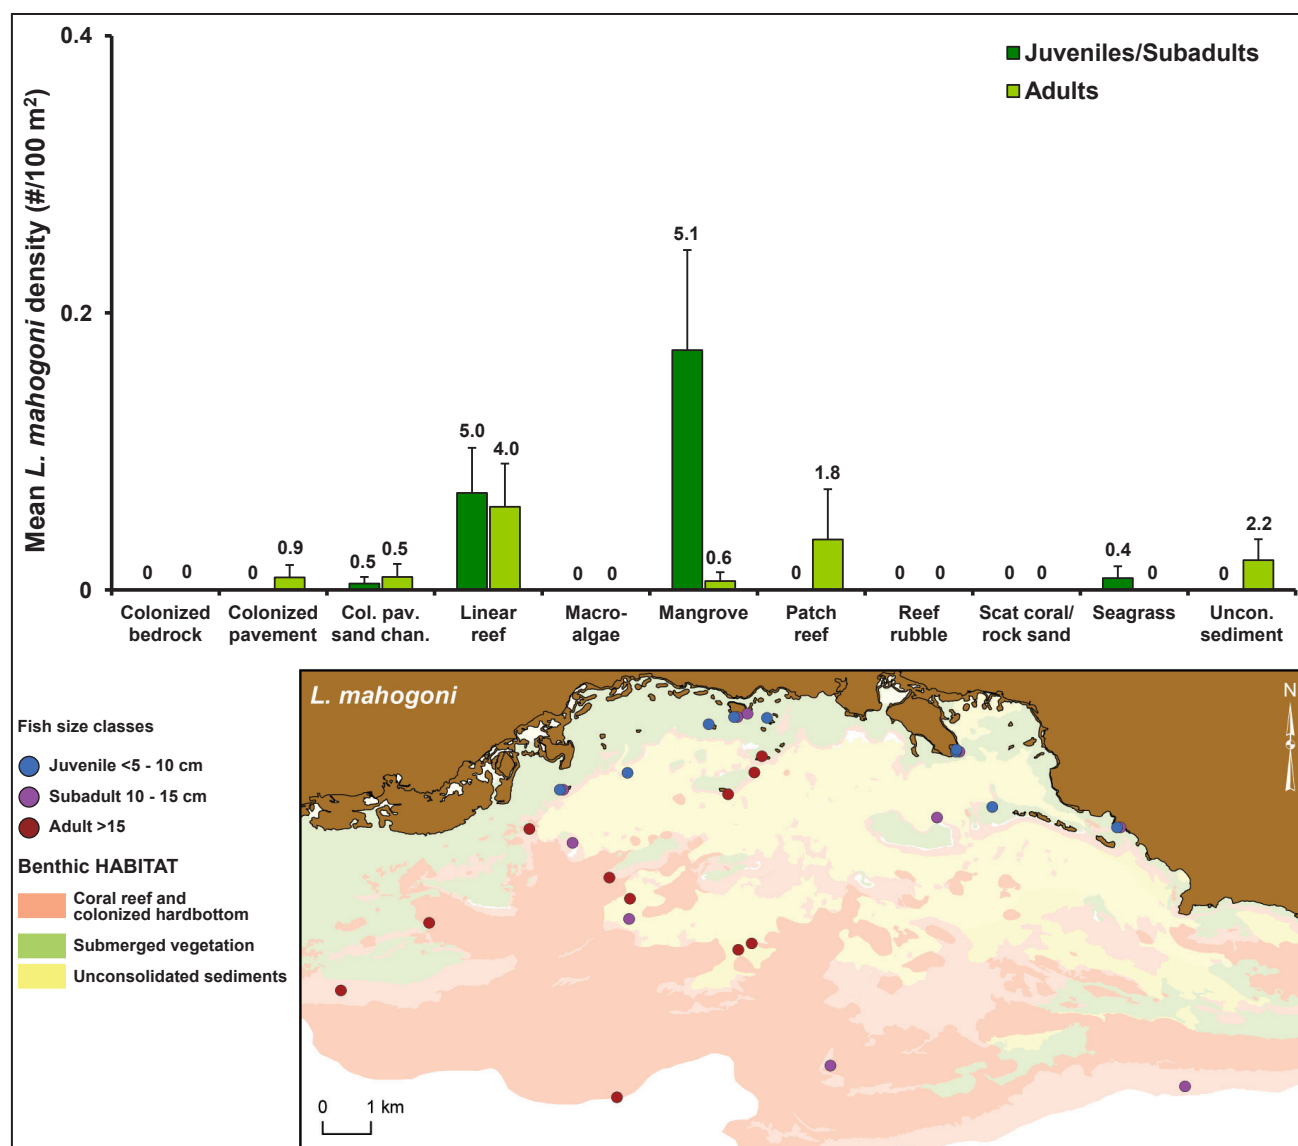 0.4
0.2
0
Mean L. mahogoni density (#/100 m²)
Juveniles/Subadults
Adults
0 0 0 0.9 0.5 0.5 5.0 4.0 0 0 5.1 0.6 0 1.8 0 0 0 0 0.4 0 0 2.2
Colonized bedrock
Colonized pavement
Col. pav. sand chan.
Linear reef
Macro-algae
Mangrove
Patch reef
Reef rubble
Scat coral/ rock sand
Seagrass
Uncon. sediment
L. mahogoni
N
Fish size classes
Juvenile <5 - 10 cm
Subadult 10 - 15 cm
Adult >15
Benthic HABITAT
Coral reef and
colonized hardbottom
Submerged vegetation
Unconsolidated sediments
0 1 km